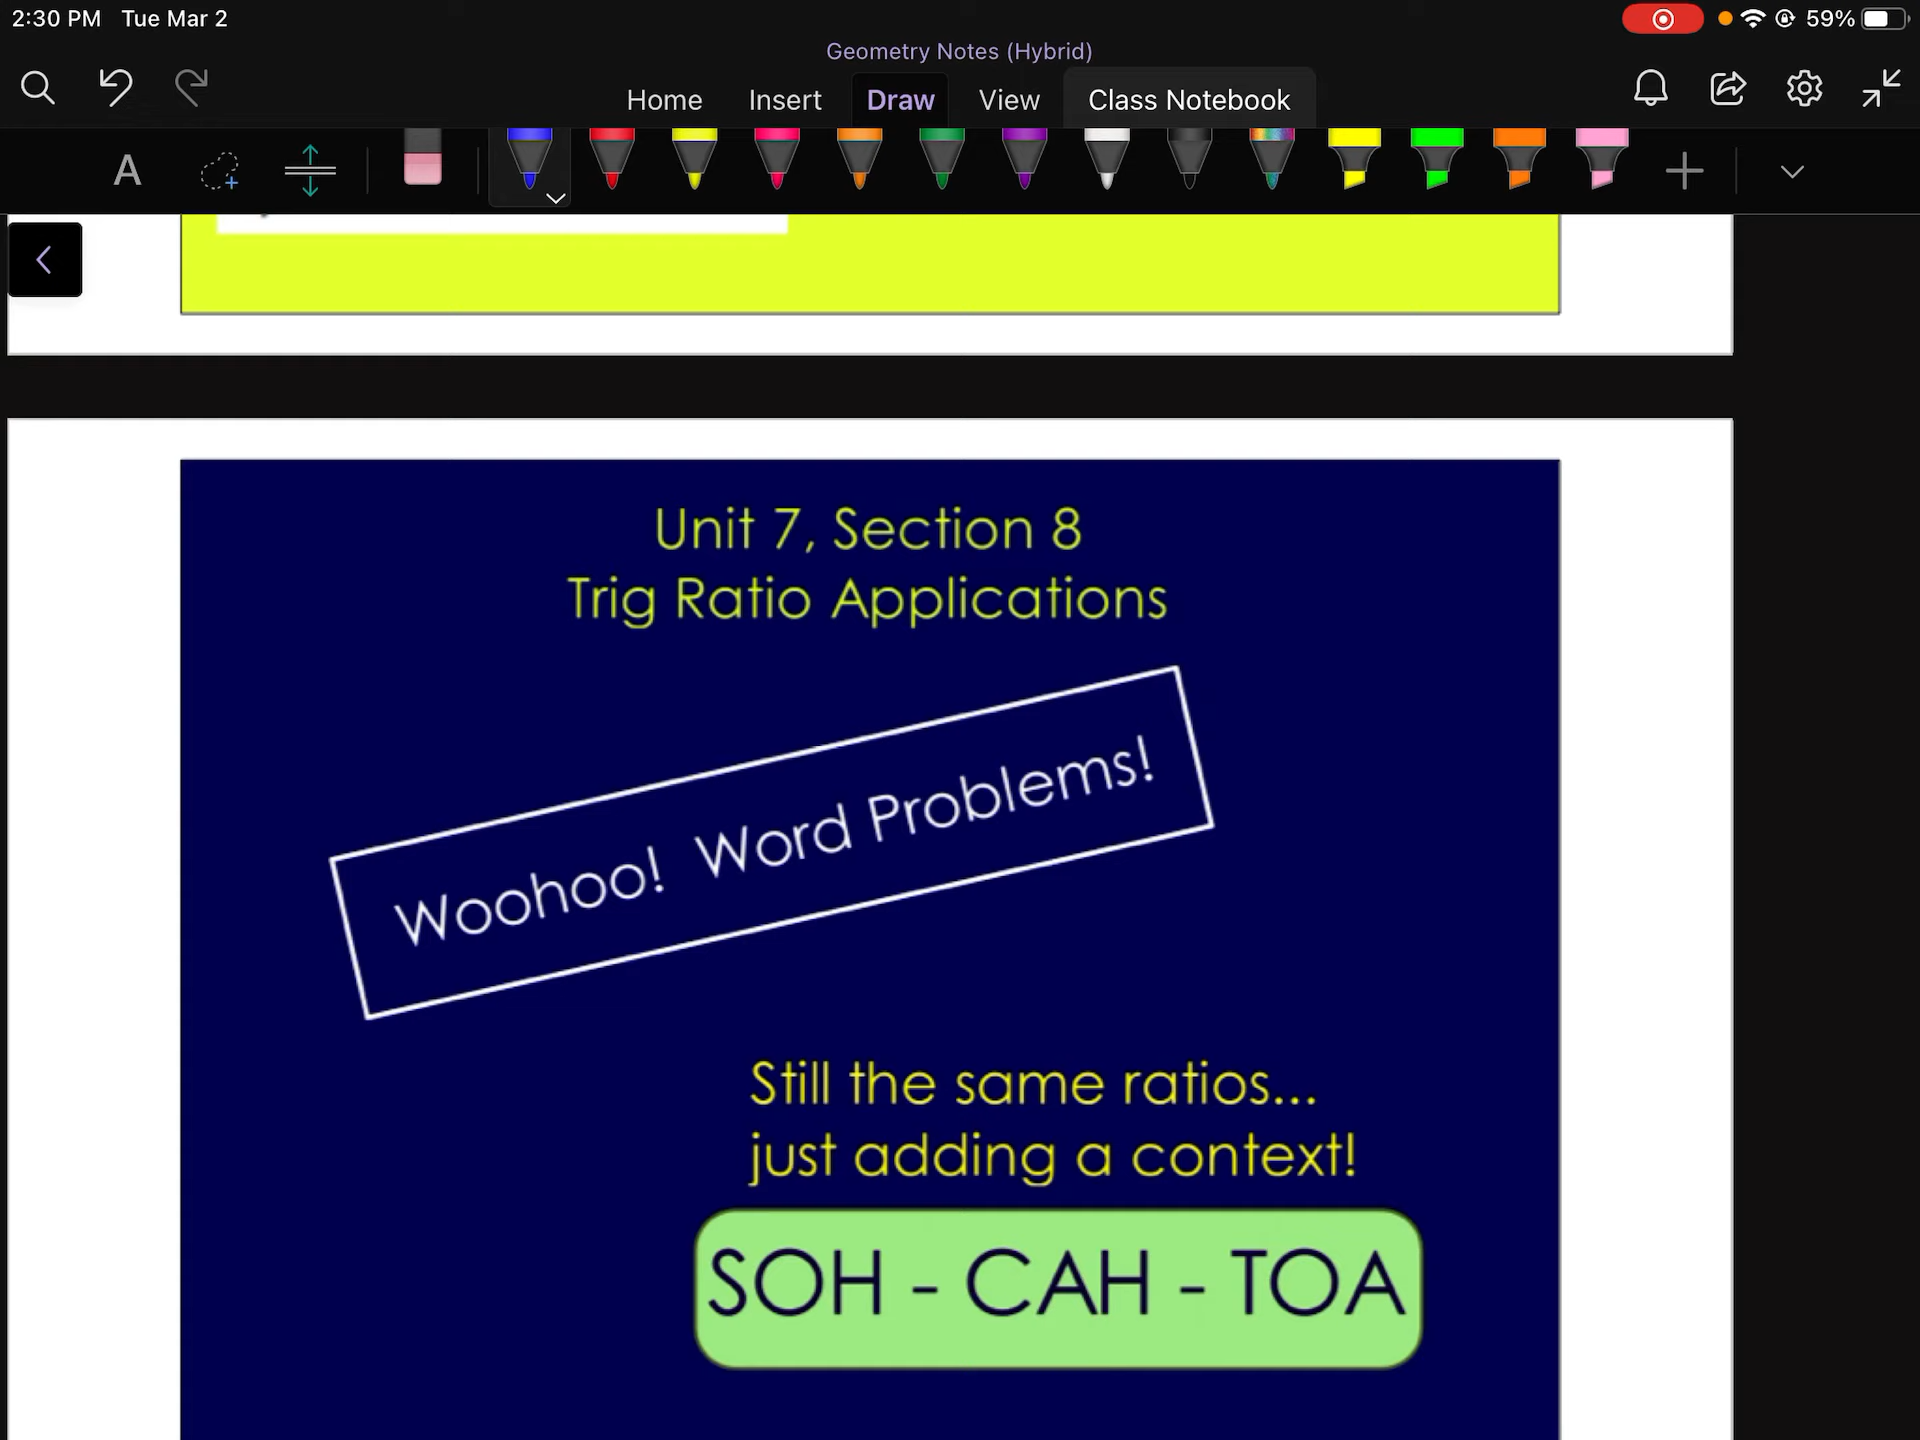 2:30 PM Tue Mar 2
59%
Geometry Notes (Hybrid)
Home Insert Draw View Class Notebook
A
Unit 7, Section 8
Trig Ratio Applications
Woohoo! Word Problems!
Still the same ratios...
just adding a context!
SOH - CAH - TOA